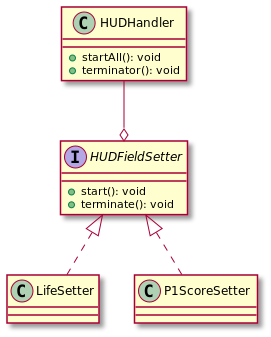 C HUDHandler
startAll(): void
terminator(): void
I HUDFieldSetter
start(): void
terminate(): void
C LifeSetter
C P1ScoreSetter